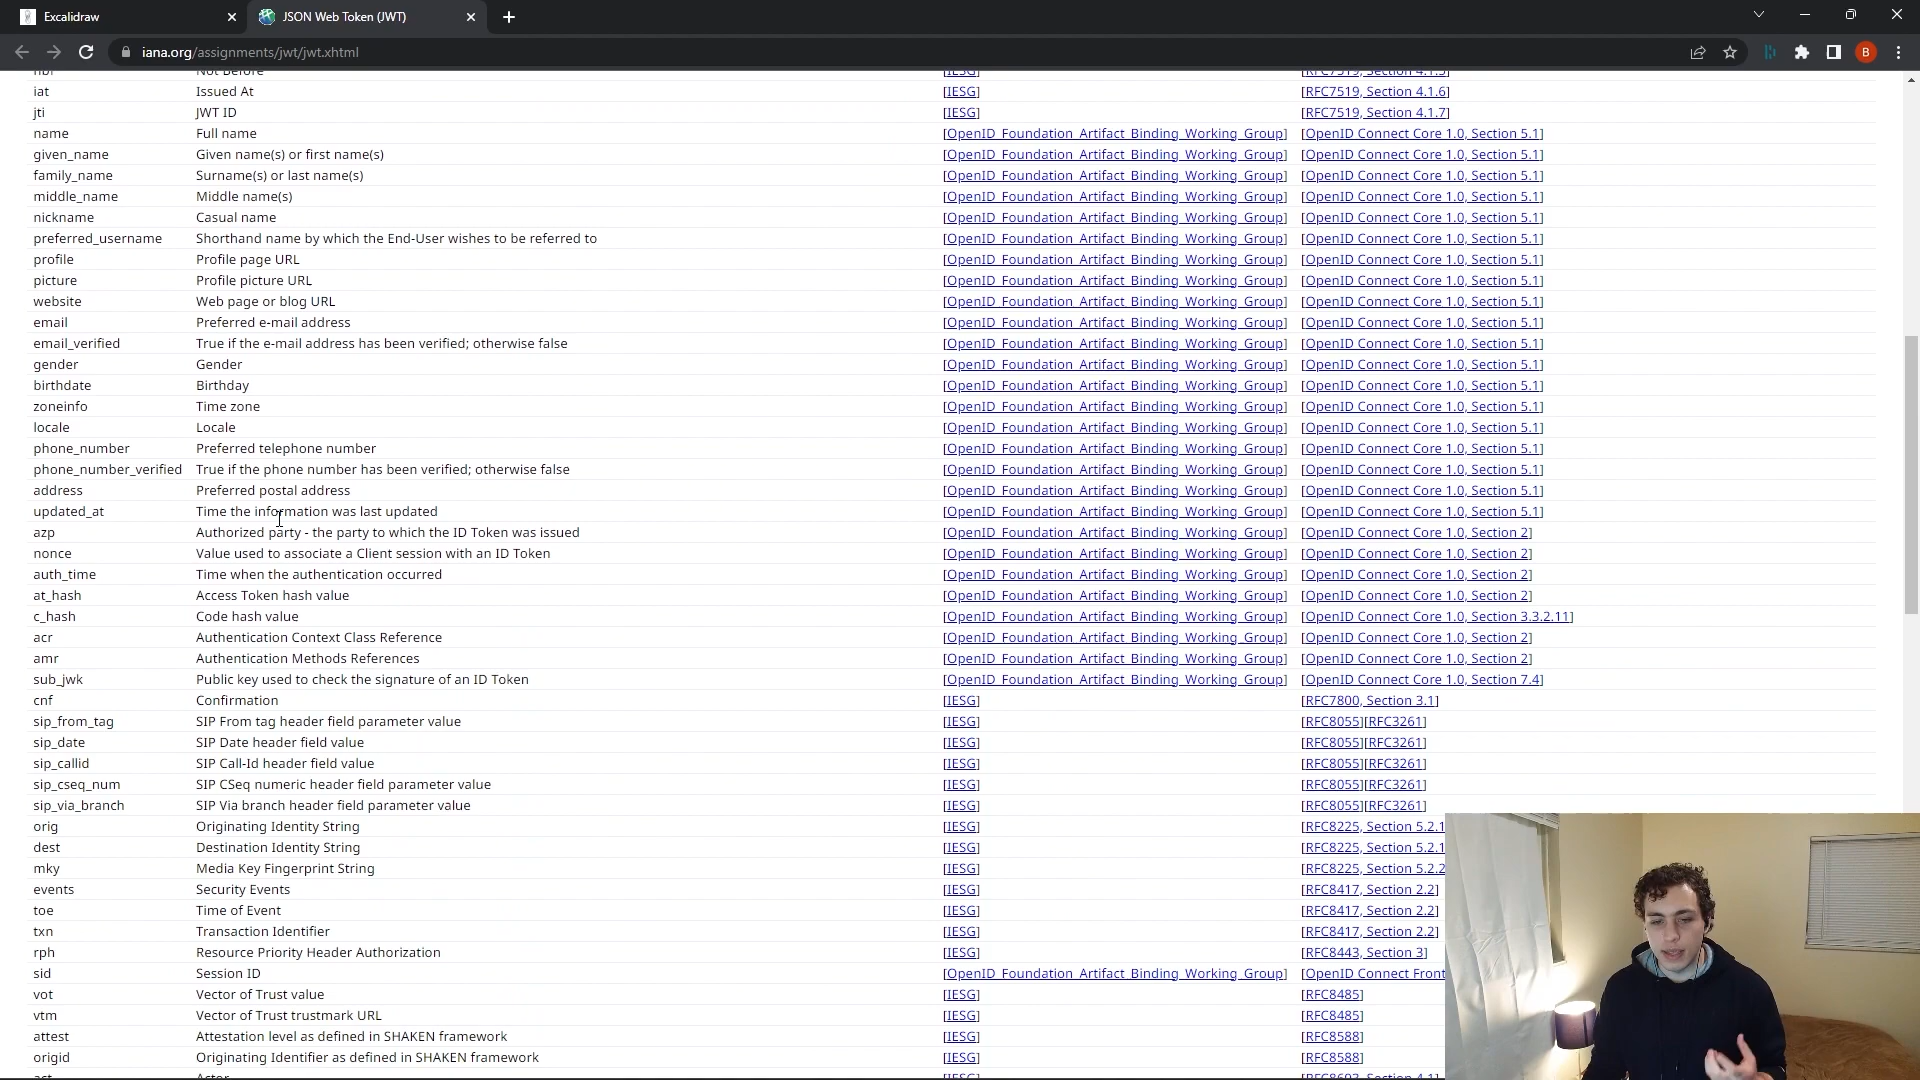 Excalidraw
JSON Web Token (JWT)
iana.org/assignments/jwt/jwt.xhtml
B
nbf Not Before [IESG] [RFC7519, Section 4.1.5]
iat Issued At [IESG] [RFC7519, Section 4.1.6]
jti JWT ID [IESG] [RFC7519, Section 4.1.7]
name Full name [OpenID_Foundation_Artifact_Binding_Working_Group] [OpenID Connect Core 1.0, Section 5.1]
given_name Given name(s) or first name(s) [OpenID_Foundation_Artifact_Binding_Working_Group] [OpenID Connect Core 1.0, Section 5.1]
family_name Surname(s) or last name(s) [OpenID_Foundation_Artifact_Binding_Working_Group] [OpenID Connect Core 1.0, Section 5.1]
middle_name Middle name(s) [OpenID_Foundation_Artifact_Binding_Working_Group] [OpenID Connect Core 1.0, Section 5.1]
nickname Casual name [OpenID_Foundation_Artifact_Binding_Working_Group] [OpenID Connect Core 1.0, Section 5.1]
preferred_username Shorthand name by which the End-User wishes to be referred to [OpenID_Foundation_Artifact_Binding_Working_Group] [OpenID Connect Core 1.0, Section 5.1]
profile Profile page URL [OpenID_Foundation_Artifact_Binding_Working_Group] [OpenID Connect Core 1.0, Section 5.1]
picture Profile picture URL [OpenID_Foundation_Artifact_Binding_Working_Group] [OpenID Connect Core 1.0, Section 5.1]
website Web page or blog URL [OpenID_Foundation_Artifact_Binding_Working_Group] [OpenID Connect Core 1.0, Section 5.1]
email Preferred e-mail address [OpenID_Foundation_Artifact_Binding_Working_Group] [OpenID Connect Core 1.0, Section 5.1]
email_verified True if the e-mail address has been verified; otherwise false [OpenID_Foundation_Artifact_Binding_Working_Group] [OpenID Connect Core 1.0, Section 5.1]
gender Gender [OpenID_Foundation_Artifact_Binding_Working_Group] [OpenID Connect Core 1.0, Section 5.1]
birthdate Birthday [OpenID_Foundation_Artifact_Binding_Working_Group] [OpenID Connect Core 1.0, Section 5.1]
zoneinfo Time zone [OpenID_Foundation_Artifact_Binding_Working_Group] [OpenID Connect Core 1.0, Section 5.1]
locale Locale [OpenID_Foundation_Artifact_Binding_Working_Group] [OpenID Connect Core 1.0, Section 5.1]
phone_number Preferred telephone number [OpenID_Foundation_Artifact_Binding_Working_Group] [OpenID Connect Core 1.0, Section 5.1]
phone_number_verified True if the phone number has been verified; otherwise false [OpenID_Foundation_Artifact_Binding_Working_Group] [OpenID Connect Core 1.0, Section 5.1]
address Preferred postal address [OpenID_Foundation_Artifact_Binding_Working_Group] [OpenID Connect Core 1.0, Section 5.1]
updated_at Time the information was last updated [OpenID_Foundation_Artifact_Binding_Working_Group] [OpenID Connect Core 1.0, Section 5.1]
azp Authorized party - the party to which the ID Token was issued [OpenID_Foundation_Artifact_Binding_Working_Group] [OpenID Connect Core 1.0, Section 2]
nonce Value used to associate a Client session with an ID Token [OpenID_Foundation_Artifact_Binding_Working_Group] [OpenID Connect Core 1.0, Section 2]
auth_time Time when the authentication occurred [OpenID_Foundation_Artifact_Binding_Working_Group] [OpenID Connect Core 1.0, Section 2]
at_hash Access Token hash value [OpenID_Foundation_Artifact_Binding_Working_Group] [OpenID Connect Core 1.0, Section 2]
c_hash Code hash value [OpenID_Foundation_Artifact_Binding_Working_Group] [OpenID Connect Core 1.0, Section 3.3.2.11]
acr Authentication Context Class Reference [OpenID_Foundation_Artifact_Binding_Working_Group] [OpenID Connect Core 1.0, Section 2]
amr Authentication Methods References [OpenID_Foundation_Artifact_Binding_Working_Group] [OpenID Connect Core 1.0, Section 2]
sub_jwk Public key used to check the signature of an ID Token [OpenID_Foundation_Artifact_Binding_Working_Group] [OpenID Connect Core 1.0, Section 7.4]
cnf Confirmation [IESG] [RFC7800, Section 3.1]
sip_from_tag SIP From tag header field parameter value [IESG] [RFC8055][RFC3261]
sip_date SIP Date header field value [IESG] [RFC8055][RFC3261]
sip_callid SIP Call-Id header field value [IESG] [RFC8055][RFC3261]
sip_cseq_num SIP CSeq numeric header field parameter value [IESG] [RFC8055][RFC3261]
sip_via_branch SIP Via branch header field parameter value [IESG] [RFC8055][RFC3261]
orig Originating Identity String [IESG] [RFC8225, Section 5.2.1
dest Destination Identity String [IESG] [RFC8225, Section 5.2.1
mky Media Key Fingerprint String [IESG] [RFC8225, Section 5.2.2
events Security Events [IESG] [RFC8417, Section 2.2]
toe Time of Event [IESG] [RFC8417, Section 2.2]
txn Transaction Identifier [IESG] [RFC8417, Section 2.2]
rph Resource Priority Header Authorization [IESG] [RFC8443, Section 3]
sid Session ID [OpenID_Foundation_Artifact_Binding_Working_Group] [OpenID Connect Front
vot Vector of Trust value [IESG] [RFC8485]
vtm Vector of Trust trustmark URL [IESG] [RFC8485]
attest Attestation level as defined in SHAKEN framework [IESG] [RFC8588]
origid Originating Identifier as defined in SHAKEN framework [IESG] [RFC8588]
act Actor [IESG] [RFC8693, Section 4.1]